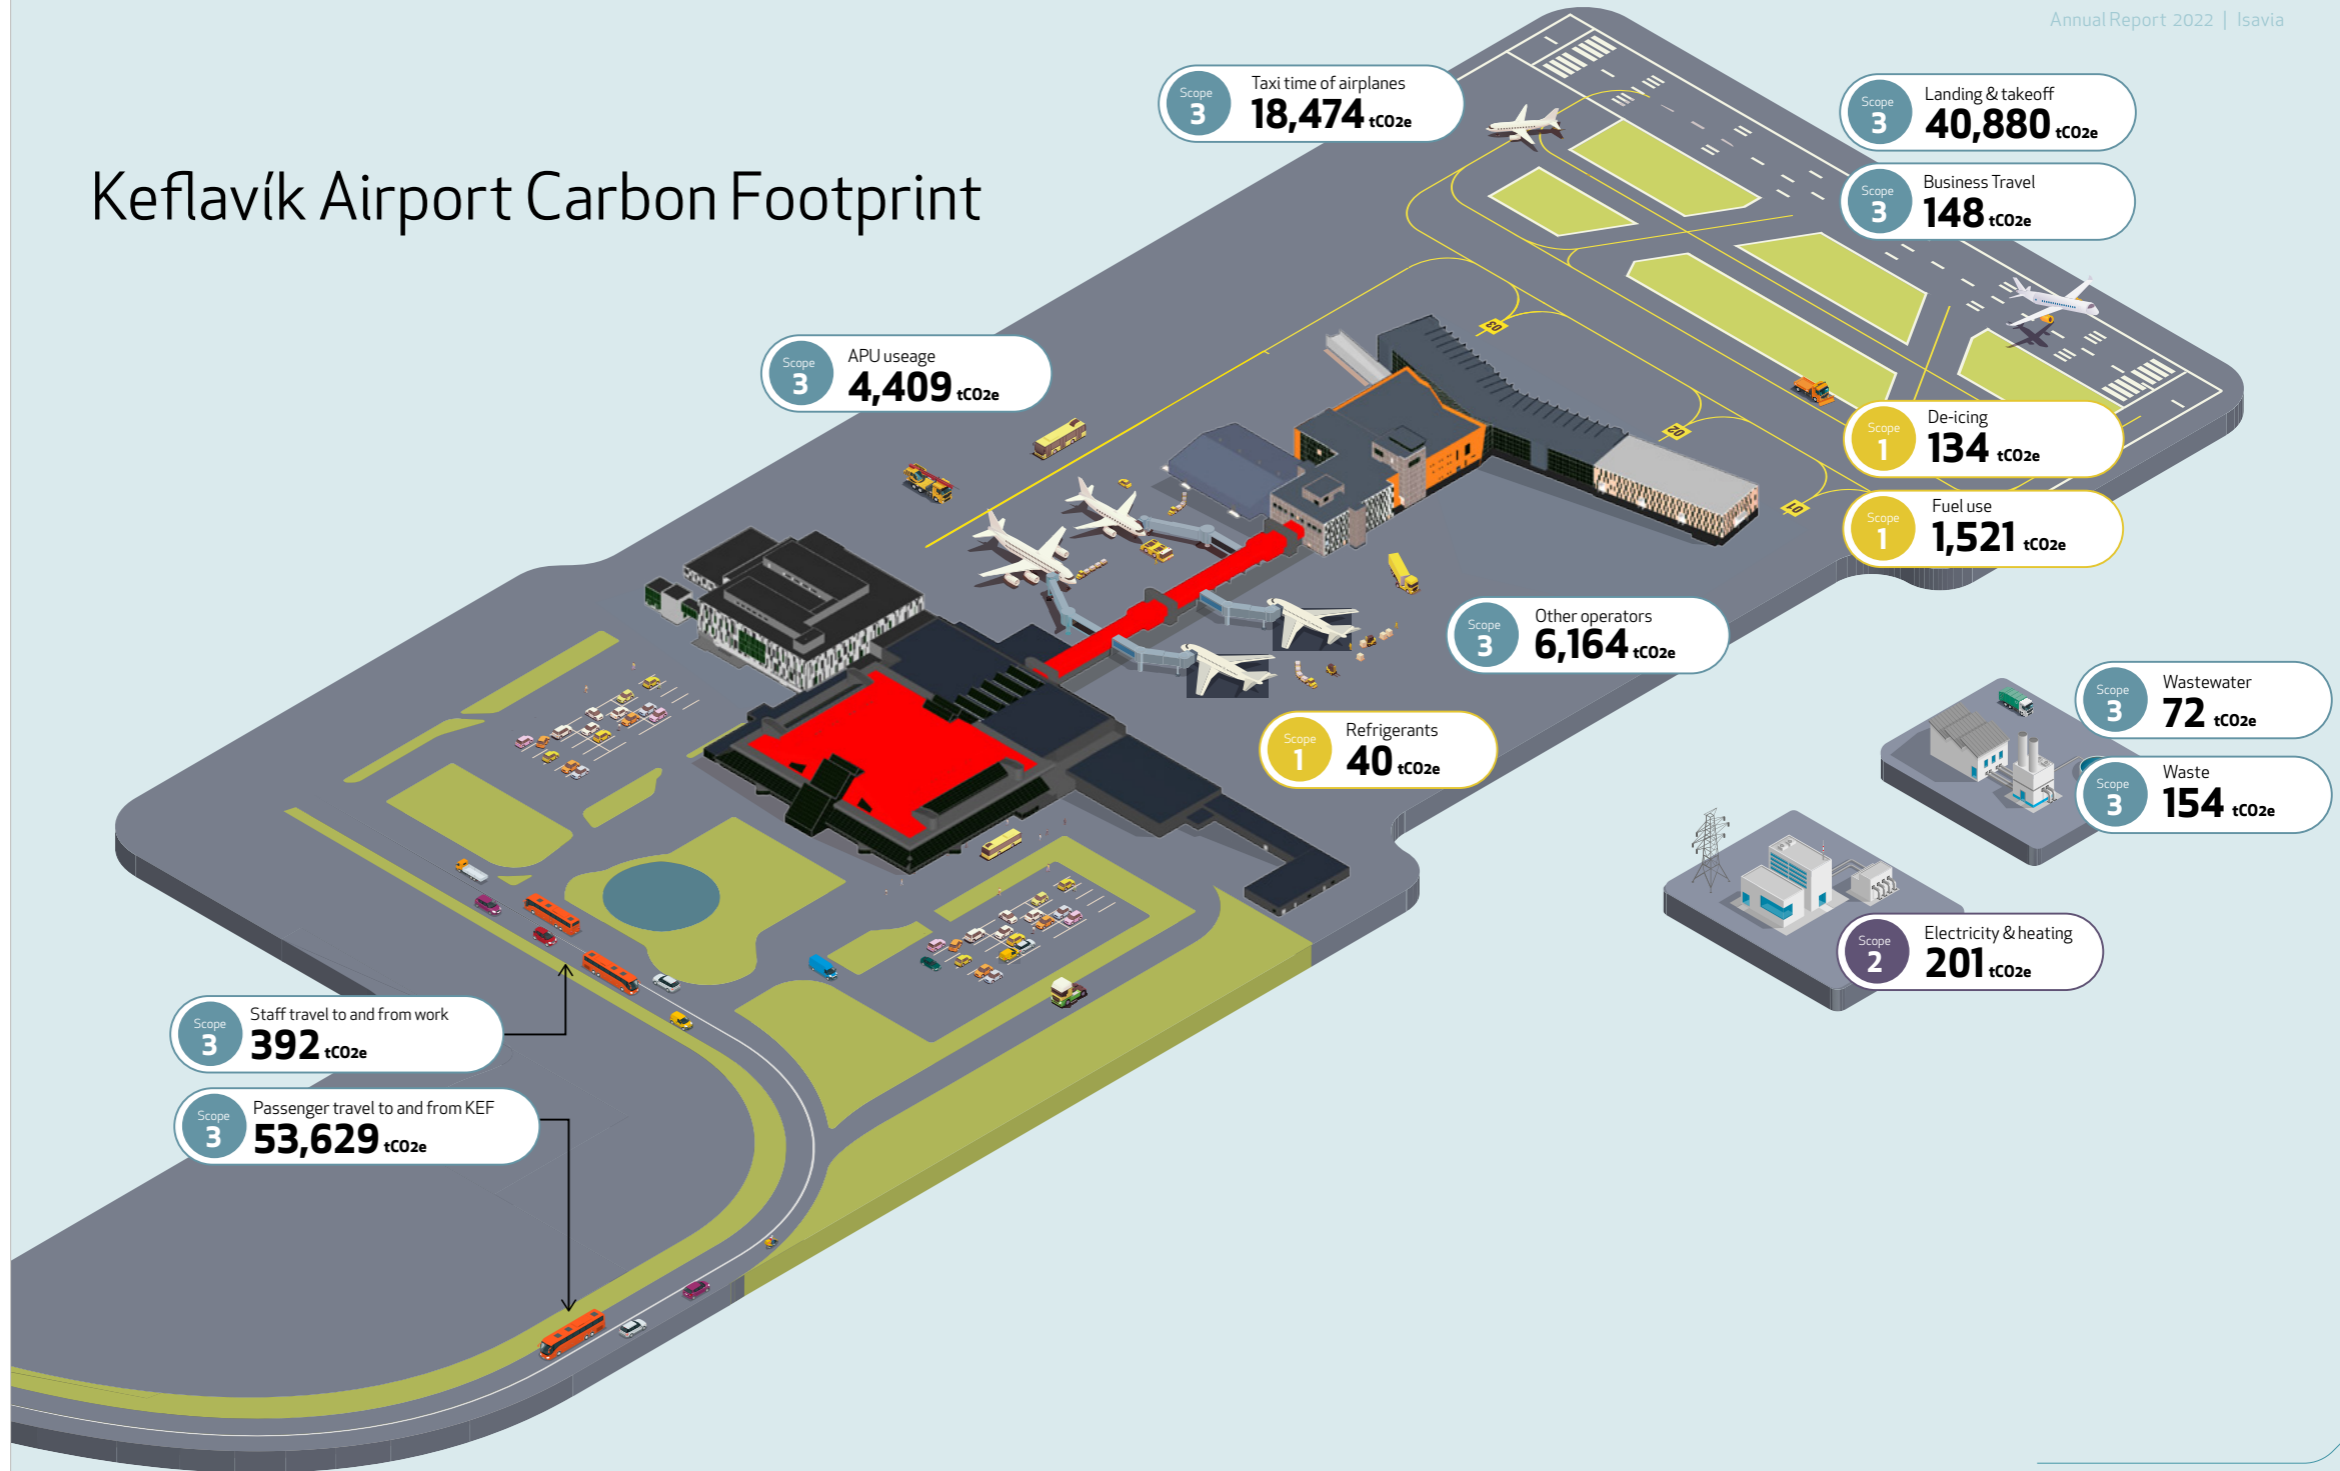 Annual Report 2022 | Isavia
Keflavík Airport Carbon Footprint
Scope
3
Taxi time of airplanes
18,474 tCO2e
Scope
3
Landing & takeoff
40,880 tCO2e
Scope
3
Business Travel
148 tCO2e
Scope
3
APU useage
4,409 tCO2e
03
02
01
Scope
1
De-icing
134 tCO2e
Scope
1
Fuel use
1,521 tCO2e
Scope
3
Other operators
6,164 tCO2e
Scope
3
Wastewater
72 tCO2e
Scope
1
Refrigerants
40 tCO2e
Scope
3
Waste
154 tCO2e
Scope
2
Electricity & heating
201 tCO2e
Scope
3
Staff travel to and from work
392 tCO2e
Scope
3
Passenger travel to and from KEF
53,629 tCO2e